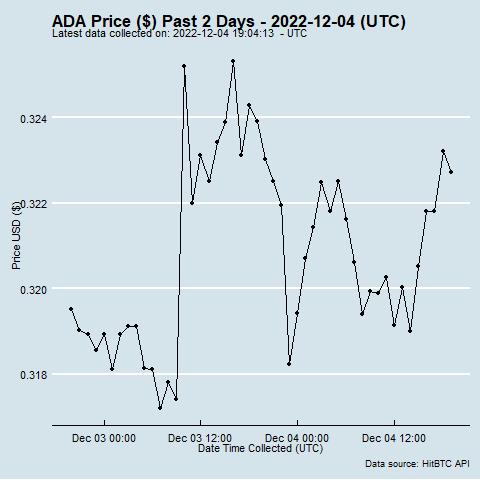 ADA Price ($) Past 2 Days - 2022-12-04 (UTC)
Latest data collected on: 2022-12-04 19:04:13 - UTC
0.324
0.322
0.320
0.318
Price USD ($)
Dec 03 00:00 Dec 03 12:00 Dec 04 00:00 Dec 04 12:00
Date Time Collected (UTC)
Data source: HitBTC API